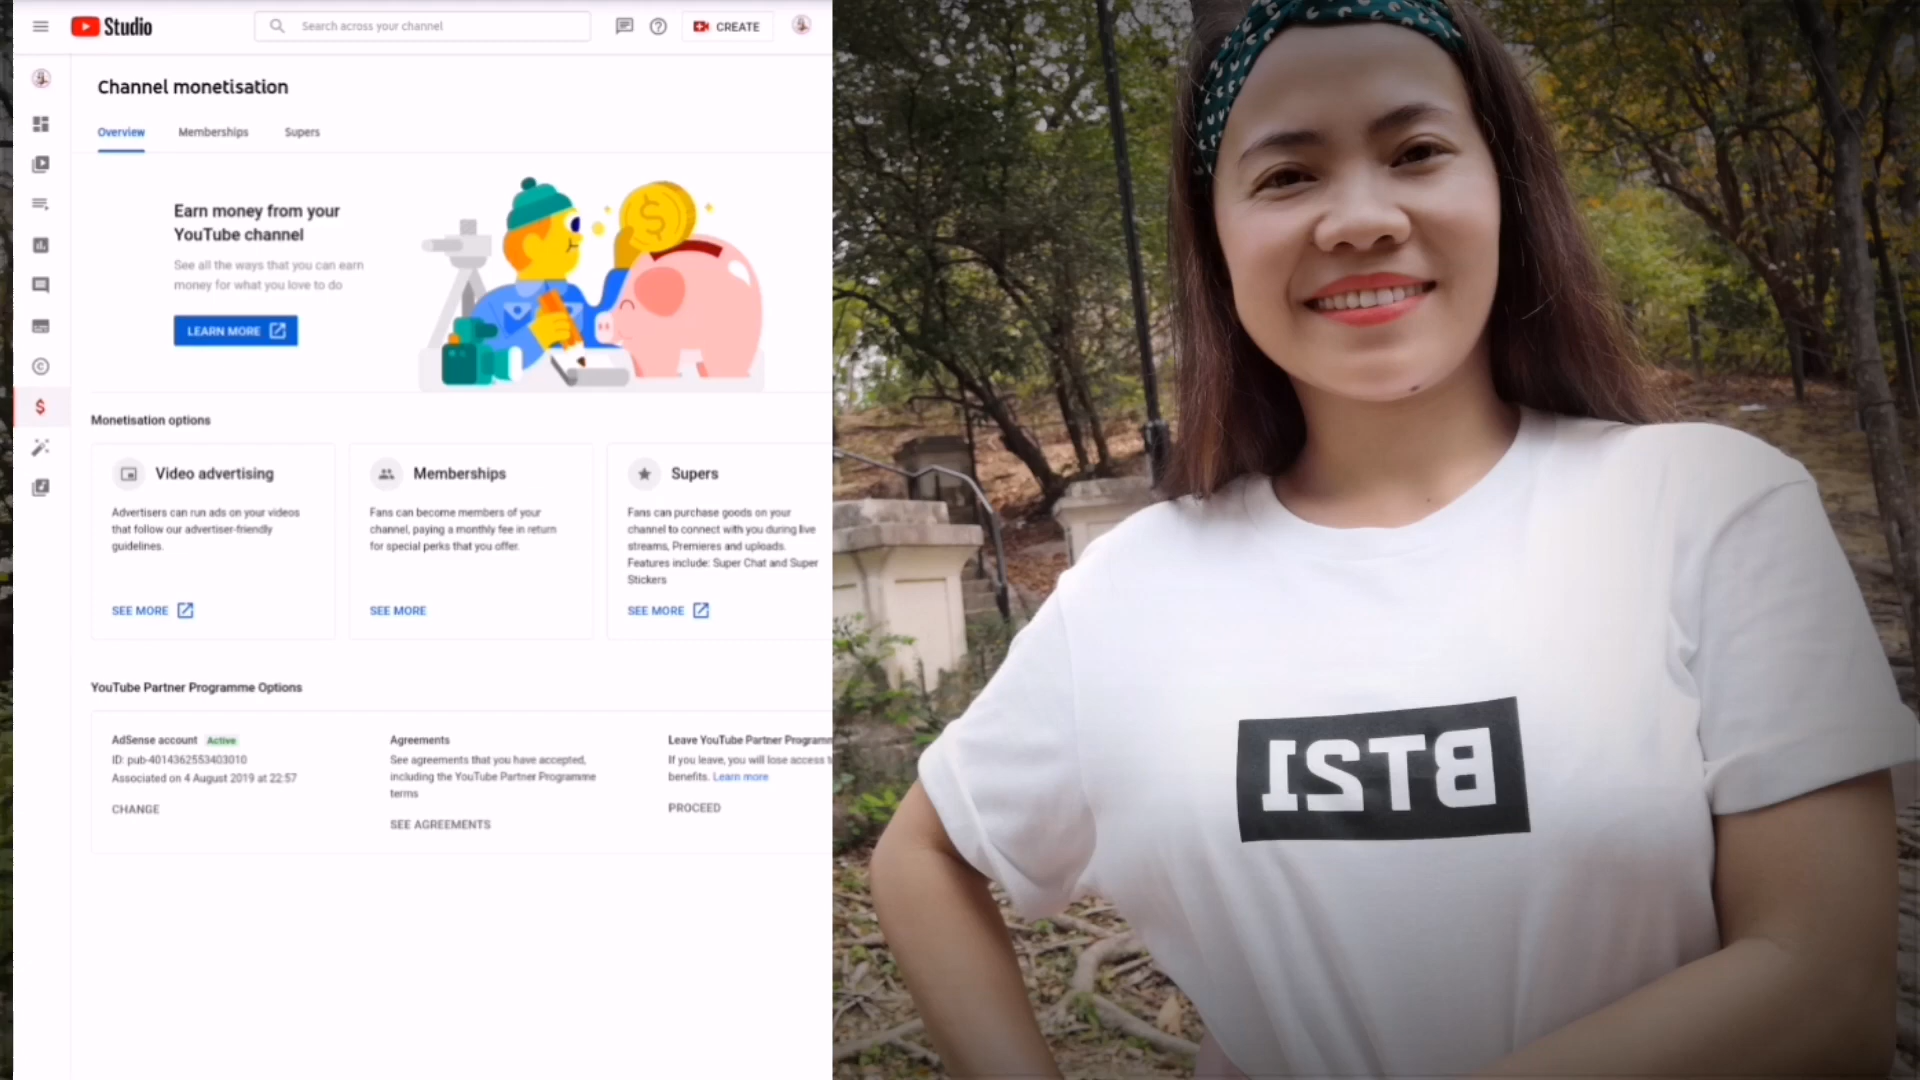 Studio
Search across your channel
CREATE
Channel monetisation
Overview
Memberships
Supers
Earn money from your
YouTube channel
See all the ways that you can earn
money for what you love to do
LEARN MORE
Monetisation options
Video advertising
Advertisers can run ads on your videos
that follow our advertiser-friendly
guidelines.
SEE MORE
Memberships
Fans can become members of your
channel, paying a monthly fee in return
for special perks that you offer.
SEE MORE
Supers
Fans can purchase goods on your
channel to connect with you during live
streams, Premieres and uploads.
Features include: Super Chat and Super
Stickers
SEE MORE
YouTube Partner Programme Options
AdSense account Active
ID: pub-4014362553403010
Associated on 4 August 2019 at 22:57
CHANGE
Agreements
See agreements that you have accepted,
including the YouTube Partner Programme
terms
SEE AGREEMENTS
Leave YouTube Partner Program
If you leave, you will lose access
benefits. Learn more
PROCEED
BT21